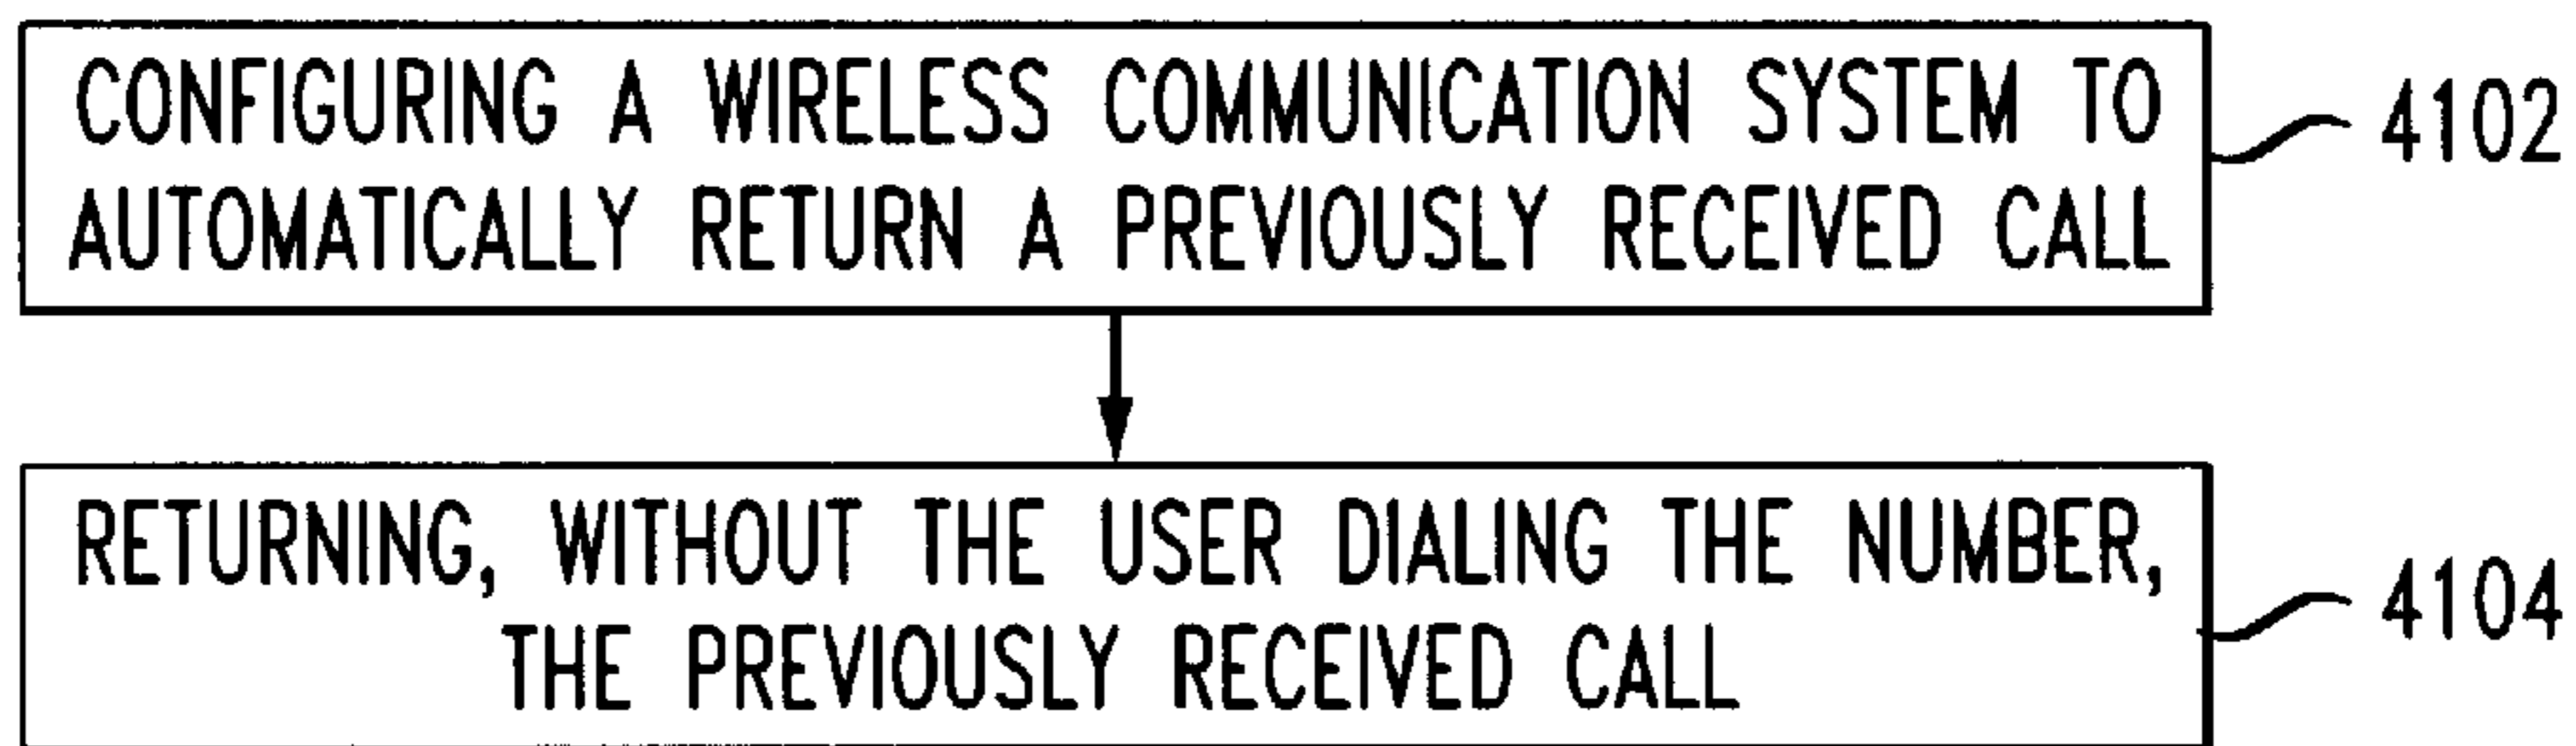 CONFIGURING A WIRELESS COMMUNICATION SYSTEM TO
AUTOMATICALLY RETURN A PREVIOUSLY RECEIVED CALL
4102
RETURNING, WITHOUT THE USER DIALING THE NUMBER,
THE PREVIOUSLY RECEIVED CALL
4104